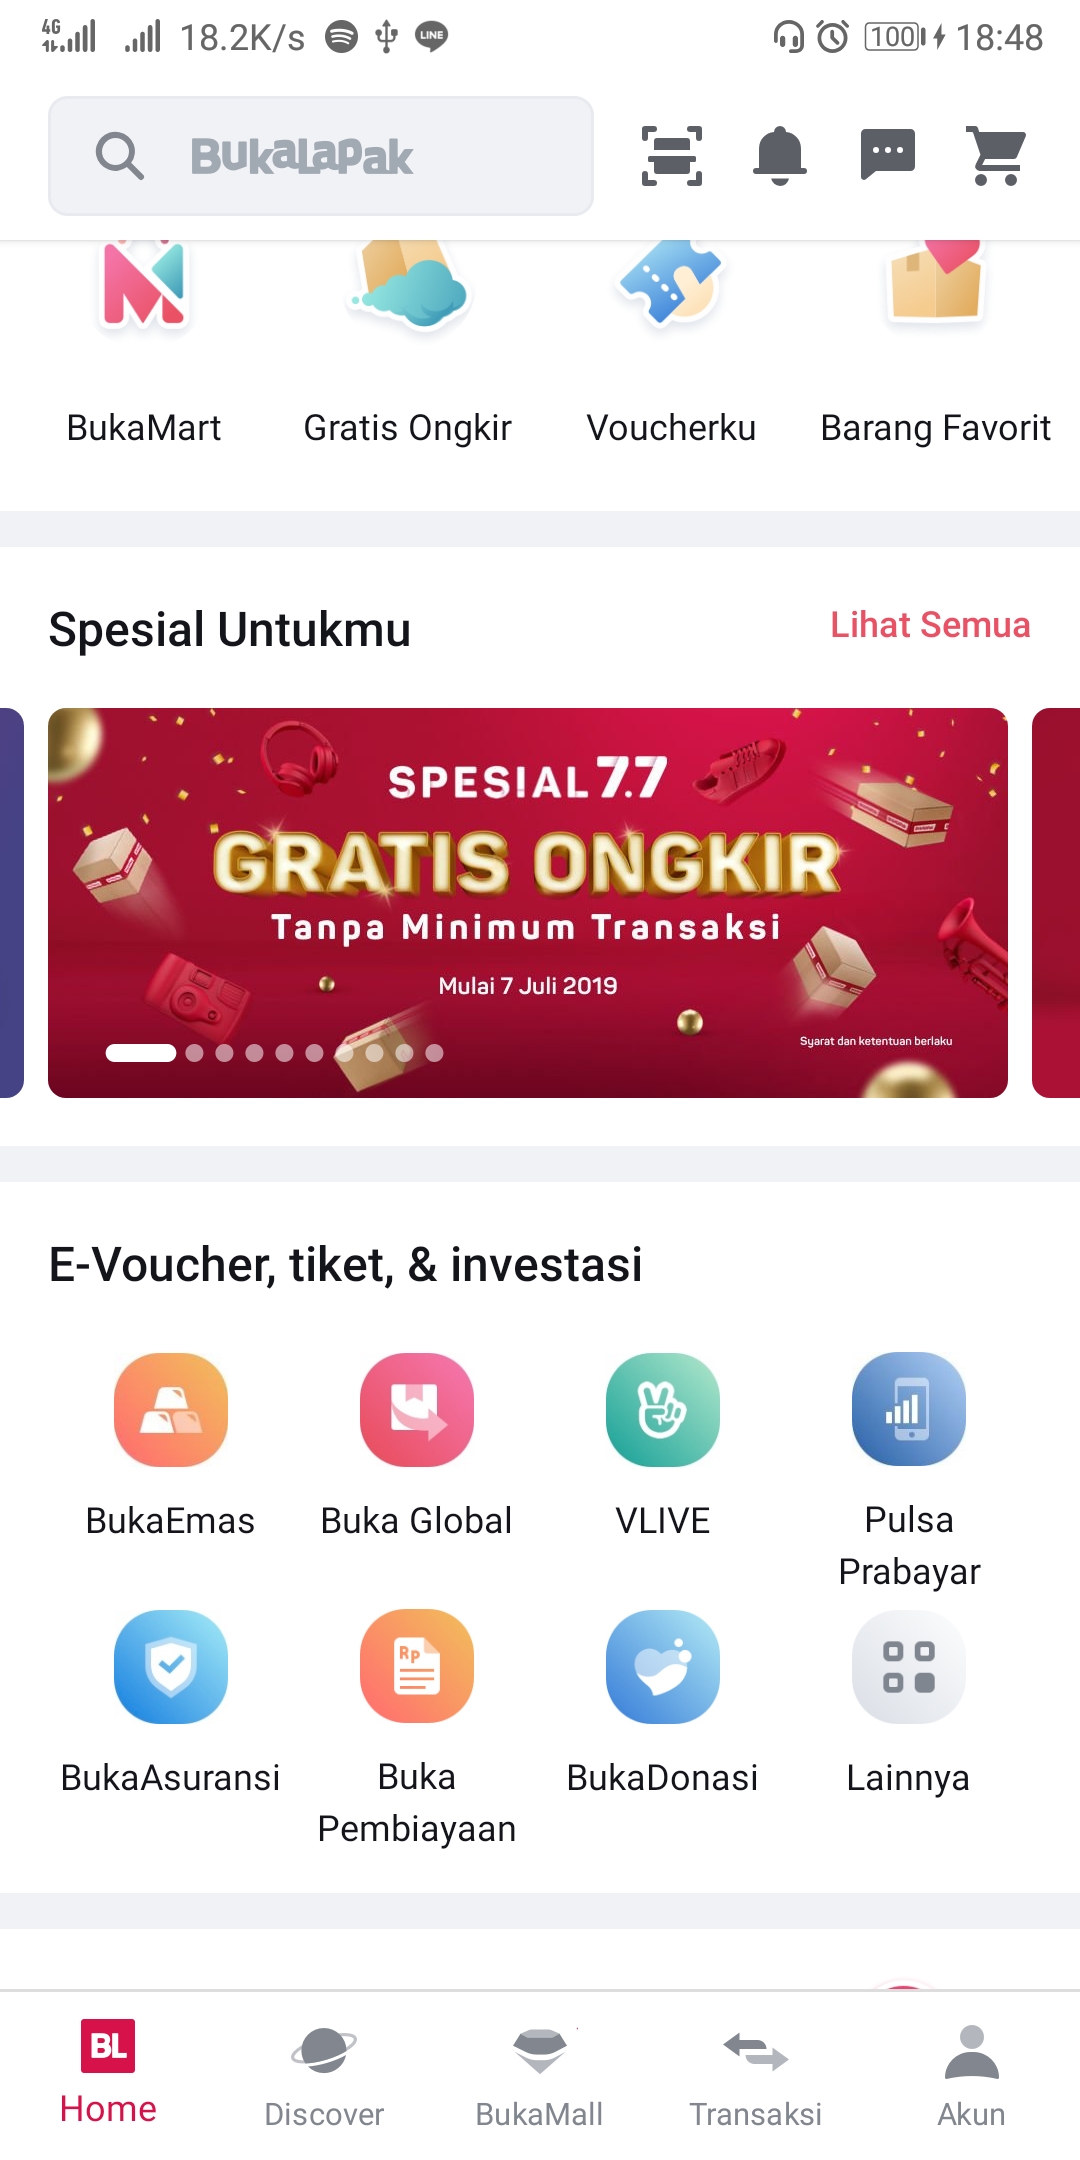 4G 18.2K/s LINE 100 18:48
BukaLapak
BukaMart Gratis Ongkir Voucherku Barang Favorit
Spesial Untukmu Lihat Semua
SPESIAL 7.7
GRATIS ONGKIR
Tanpa Minimum Transaksi
Mulai 7 Juli 2019
Syarat dan ketentuan berlaku
E-Voucher, tiket, & investasi
BukaEmas Buka Global VLIVE Pulsa
Prabayar
Rp
BukaAsuransi Buka BukaDonasi Lainnya
Pembiayaan
BL
Home Discover BukaMall Transaksi Akun